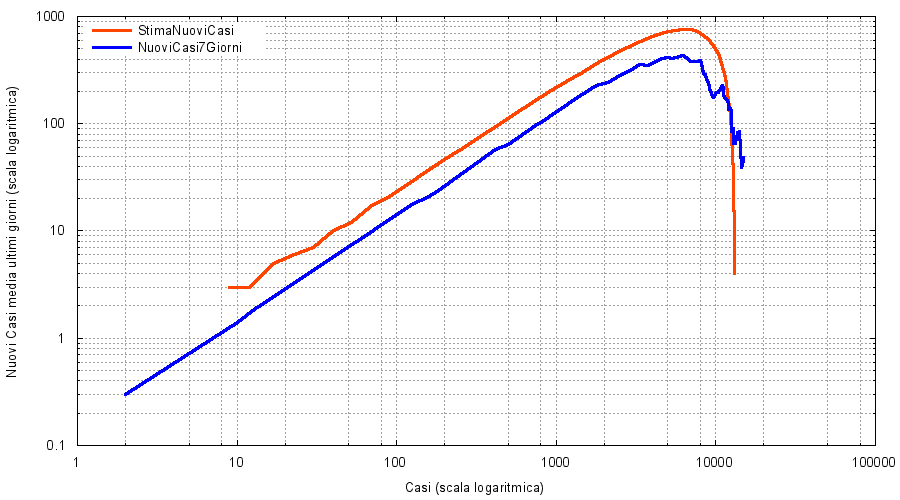 1000
StimaNuoviCasi
NuoviCasi7Giorni
100
10
1
0.1
Nuovi Casi media ultimi giorni (scala logaritmica)
1 10 100 1000 10000 100000
Casi (scala logaritmica)